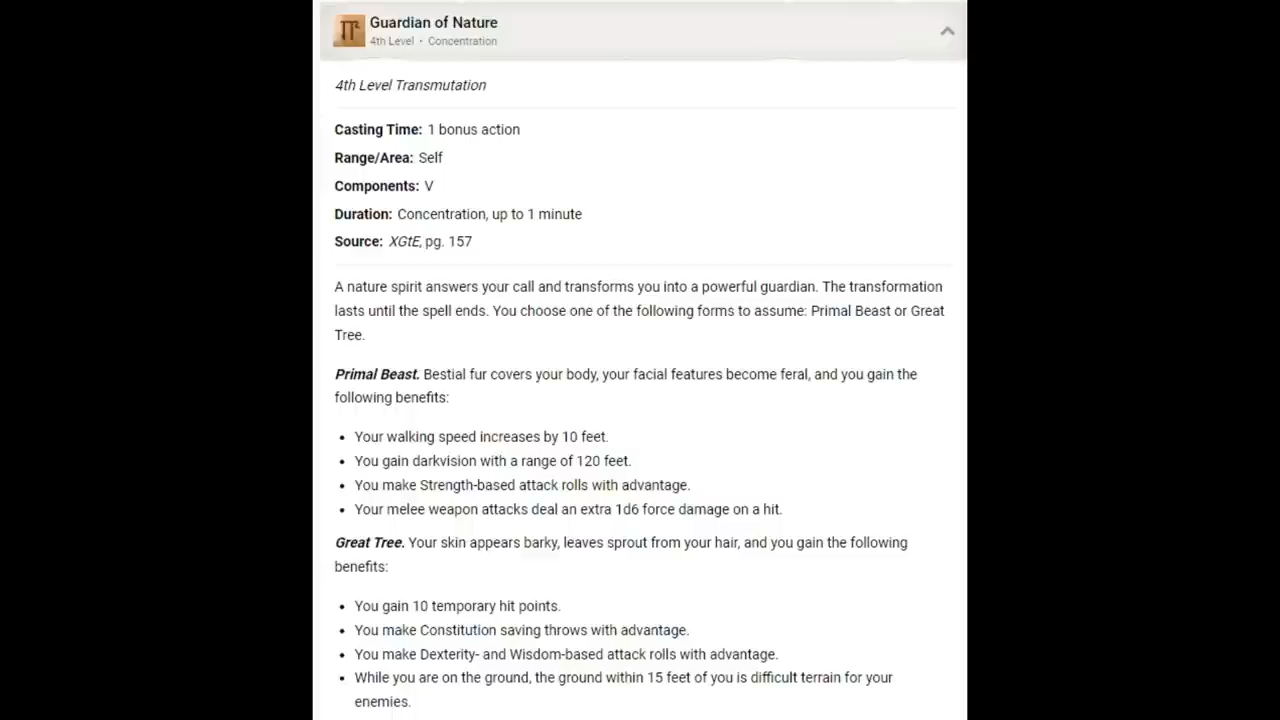 Guardian of Nature
4th Level • Concentration
4th Level Transmutation
Casting Time: 1 bonus action
Range/Area: Self
Components: V
Duration: Concentration, up to 1 minute
Source: XGtE, pg. 157
A nature spirit answers your call and transforms you into a powerful guardian. The transformation
lasts until the spell ends. You choose one of the following forms to assume: Primal Beast or Great
Tree.
Primal Beast. Bestial fur covers your body, your facial features become feral, and you gain the
following benefits:
• Your walking speed increases by 10 feet.
• You gain darkvision with a range of 120 feet.
• You make Strength-based attack rolls with advantage.
• Your melee weapon attacks deal an extra 1d6 force damage on a hit.
Great Tree. Your skin appears barky, leaves sprout from your hair, and you gain the following
benefits:
• You gain 10 temporary hit points.
• You make Constitution saving throws with advantage.
• You make Dexterity- and Wisdom-based attack rolls with advantage.
• While you are on the ground, the ground within 15 feet of you is difficult terrain for your
enemies.